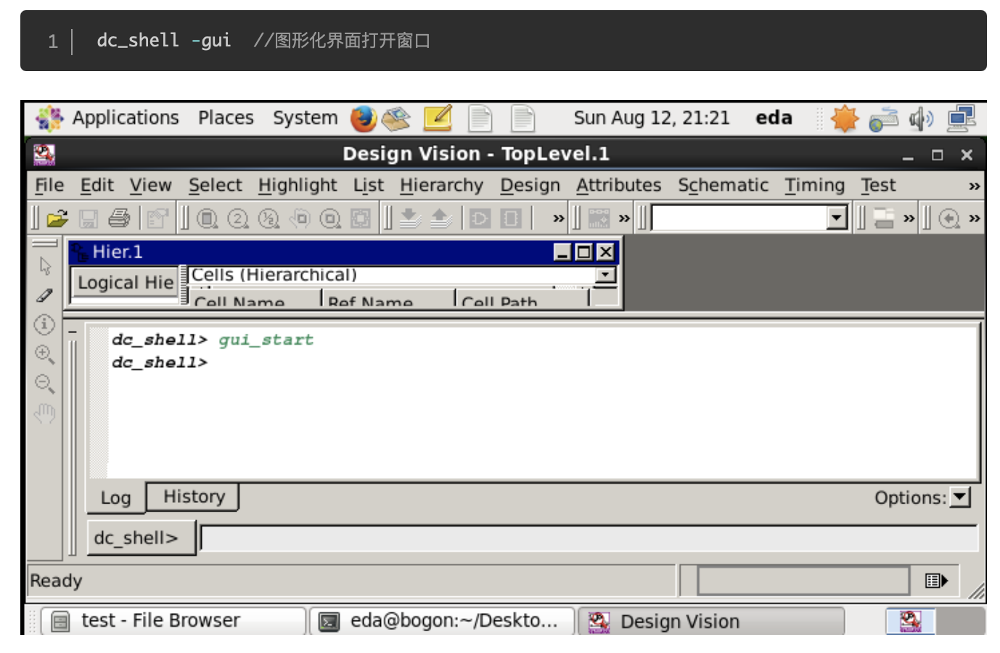 1 dc_shell -gui //图形化界面打开窗口
Applications Places System Sun Aug 12, 21:21 eda
Design Vision - TopLevel.1
File Edit View Select Highlight List Hierarchy Design Attributes Schematic Timing Test »
Hier.1
Logical Hie
Cells (Hierarchical)
Cell Name Ref Name Cell Path
dc_shell> gui_start
dc_shell>
Log History Options:
dc_shell>
Ready
test - File Browser eda@bogon:~/Deskto... Design Vision